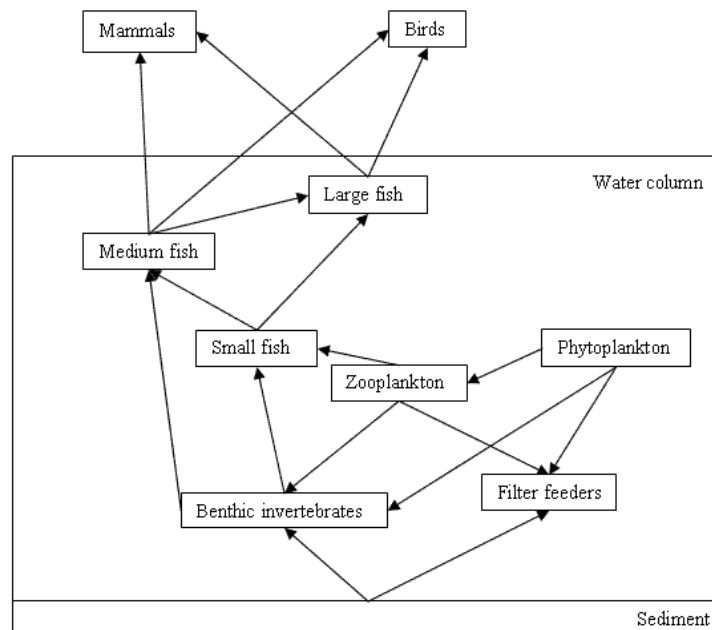 Mammals
Birds
Water column
Large fish
Medium fish
Small fish
Phytoplankton
Zooplankton
Filter feeders
Benthic invertebrates
Sediment